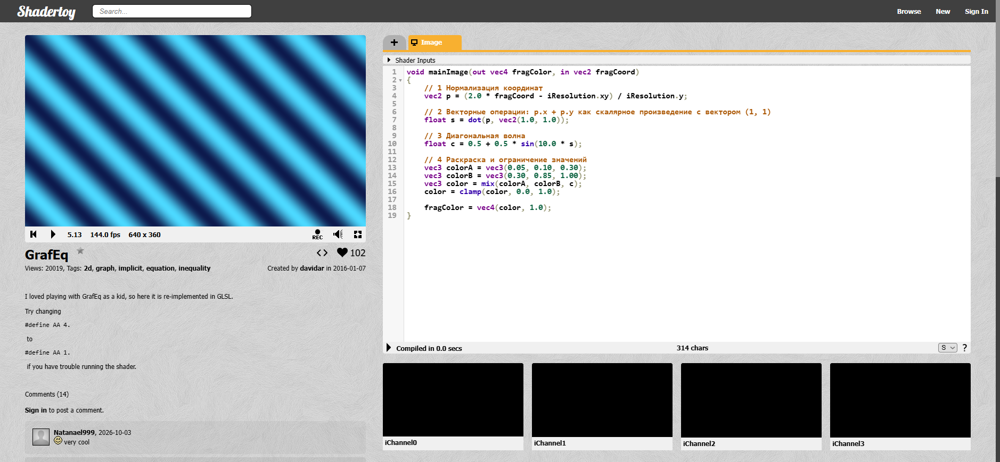 Shadertoy
Search...
Browse New Sign In
5.13 144.0 fps 640 x 360
REC
GrafEq
102
Views: 20019, Tags: 2d, graph, implicit, equation, inequality
Created by davidar in 2016-01-07
I loved playing with GrafEq as a kid, so here it is re-implemented in GLSL.
Try changing
#define AA 4.
to
#define AA 1.
if you have trouble running the shader.
Comments (14)
Sign in to post a comment.
Natanael999, 2026-10-03
very cool
+ Image
Shader Inputs
1 void mainImage(out vec4 fragColor, in vec2 fragCoord)
2 {
3     // 1 Нормализация координат
4     vec2 p = (2.0 * fragCoord - iResolution.xy) / iResolution.y;
5
6     // 2 Векторные операции: p.x + p.y как скалярное произведение с вектором (1, 1)
7     float s = dot(p, vec2(1.0, 1.0));
8
9     // 3 Диагональная волна
10     float c = 0.5 + 0.5 * sin(10.0 * s);
11
12     // 4 Раскраска и ограничение значений
13     vec3 colorA = vec3(0.05, 0.10, 0.30);
14     vec3 colorB = vec3(0.30, 0.85, 1.00);
15     vec3 color = mix(colorA, colorB, c);
16     color = clamp(color, 0.0, 1.0);
17
18     fragColor = vec4(color, 1.0);
19 }
Compiled in 0.0 secs 314 chars S ?
iChannel0 iChannel1 iChannel2 iChannel3